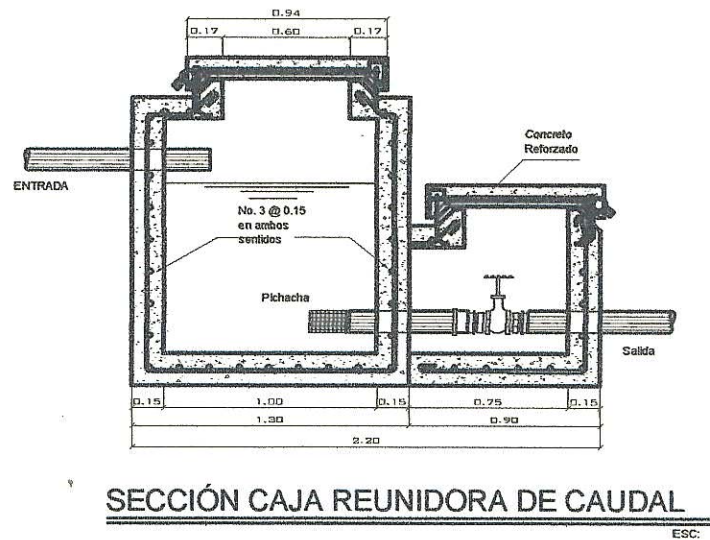 0.94
0.17 0.60 0.17
Concreto
Reforzado
ENTRADA
No. 3 @ 0.15
en ambos
sentidos
Pichacha
Salida
0.15 1.00 0.15 0.75 0.15
1.30 0.90
2.20
SECCIÓN CAJA REUNIDORA DE CAUDAL
ESC: